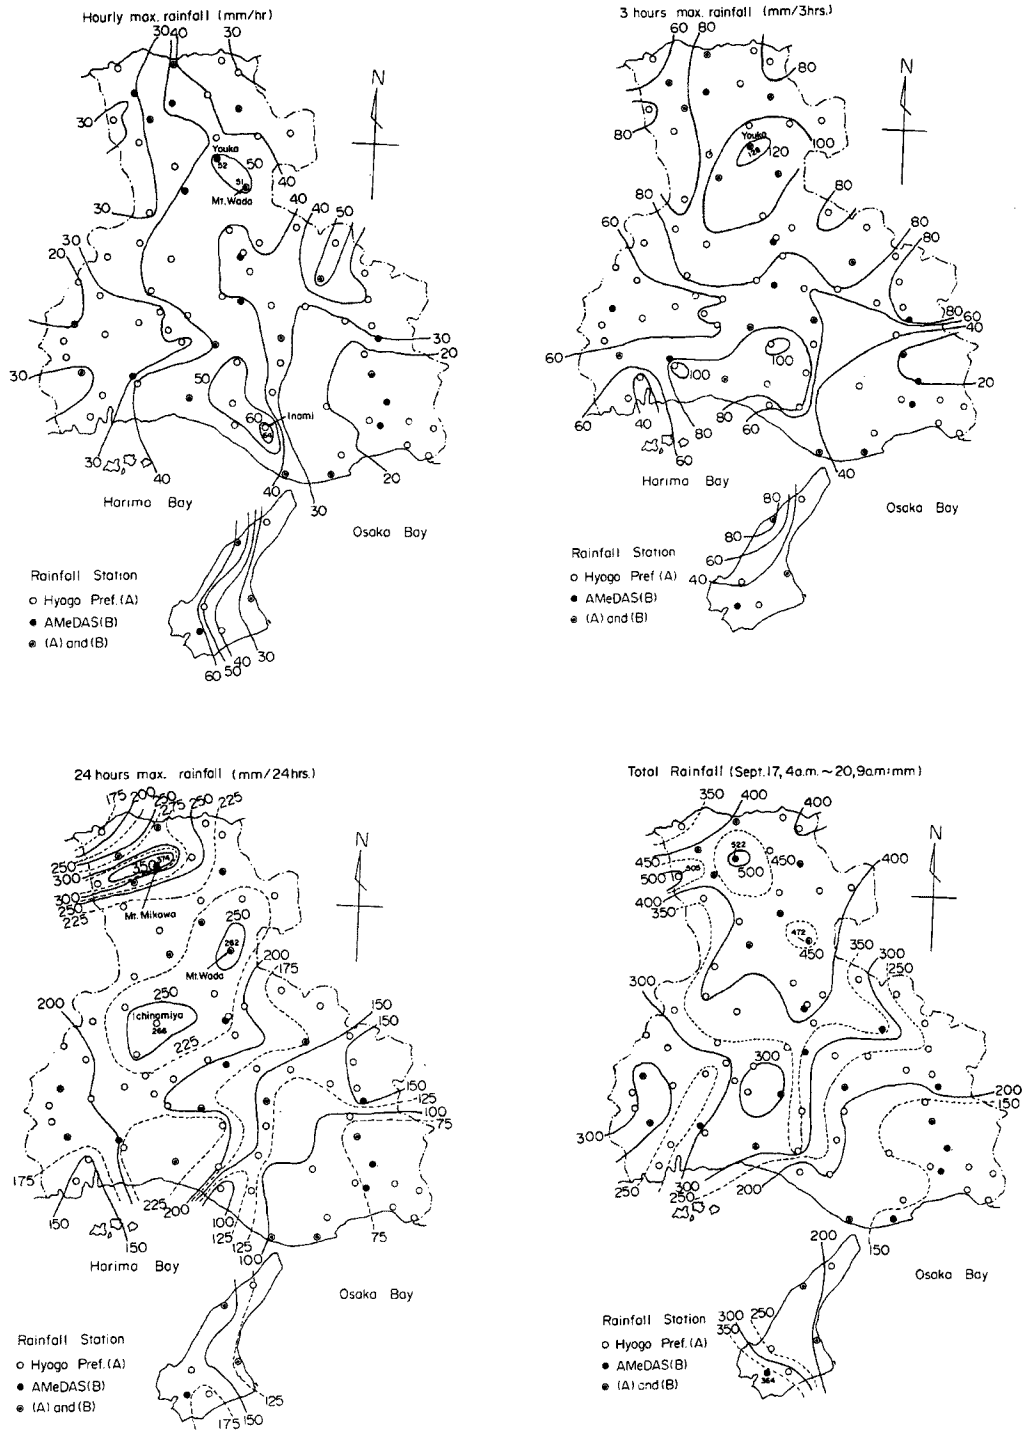 Hourly max. rainfall (mm/hr)
30 40 30
N
30
Youka
52
50
51
Mt. Wada
40
30
40 40 50
30
20
30
20
30
50
60
Inami
30
40
40
20
30
Harima Bay
Osaka Bay
Rainfall Station
Hyogo Pref.(A)
AMeDAS(B)
(A) and (B)
60 50 40 30
3 hours max. rainfall (mm/3hrs.)
60 80
80
N
80
Youka
126
120
100
80
60
80
80
80
60
40
60
100
100
20
80
60
40
80
60
40
Harima Bay
Osaka Bay
80
80
60
40
Rainfall Station
Hyogo Pref.(A)
AMeDAS(B)
(A) and (B)
24 hours max. rainfall (mm/24hrs.)
175 200 250 275 250 225
N
250
300
350
374
300
250
225
Mt. Mikawa
250
262
Mt. Wada
200
175
200
250
Ichinomiya
268
225
150
150
150
125
100
75
175
150
150
225
200
100
125
125
100
75
Harima Bay
Osaka Bay
Rainfall Station
Hyogo Pref.(A)
AMeDAS(B)
(A) and (B)
125
150
175
Total Rainfall (Sept. 17, 4a.m. ~ 20, 9a.m: mm)
350 400 400
N
522
450
500
505
500
450
400
400
350
472
450
350 300 250
300
300
200
150
300
250
300
250
200
150
200
Osaka Bay
Rainfall Station
Hyogo Pref.(A)
AMeDAS(B)
(A) and (B)
300 250
350
364